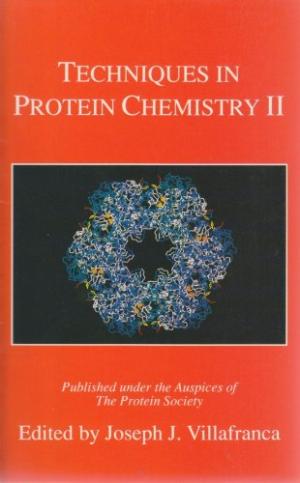 TECHNIQUES IN
PROTEIN CHEMISTRY II
Published under the Auspices of
The Protein Society
Edited by Joseph J. Villafranca